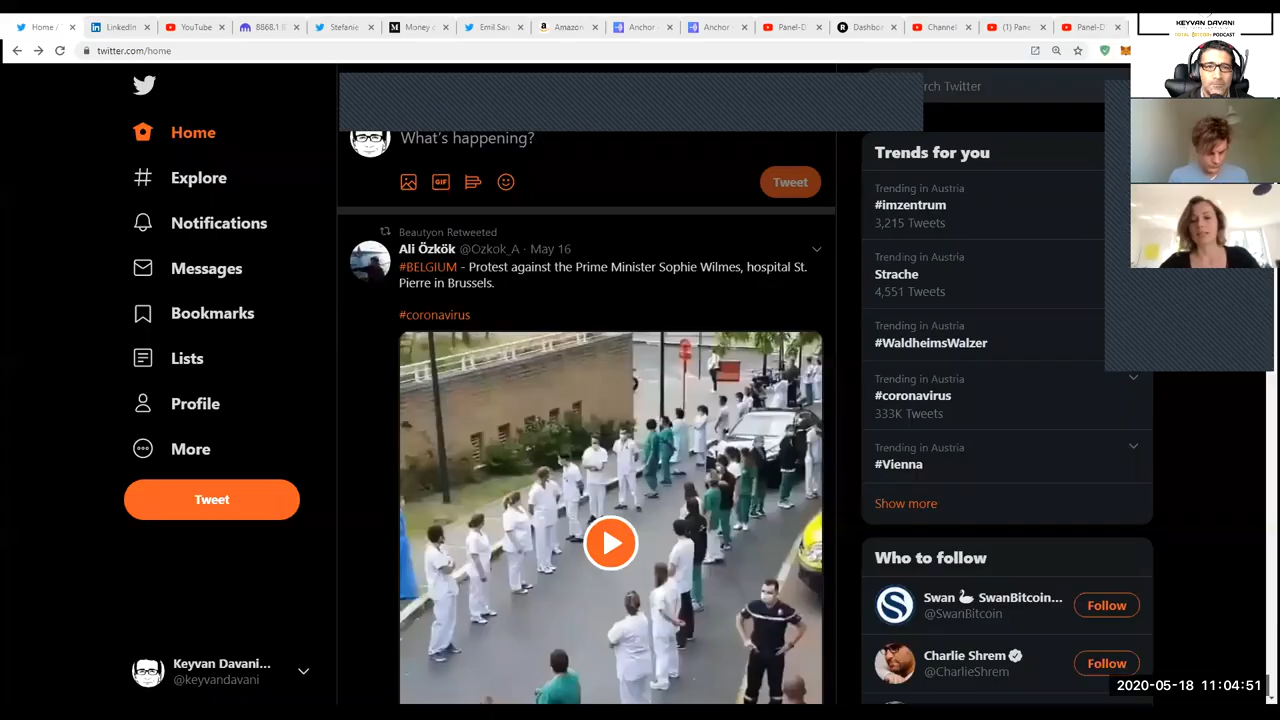 Home /
LinkedIn
YouTube
8868.1
Stefanie
Money
Emil San
Amazon
Anchor -
Anchor -
Panel-D
Dashboar
Channel
(1) Pane
Panel-D
KEYVAN DAVANI
TOTAL BITCOIN PODCAST
twitter.com/home
Home
Explore
Notifications
Messages
Bookmarks
Lists
Profile
More
Tweet
Keyvan Davani...
@keyvandavani
What's happening?
GIF
Tweet
Beautyon Retweeted
Ali Özkök @Ozkok_A · May 16
#BELGIUM - Protest against the Prime Minister Sophie Wilmes, hospital St.
Pierre in Brussels.
#coronavirus
rch Twitter
Trends for you
Trending in Austria
#imzentrum
3,215 Tweets
Trending in Austria
Strache
4,551 Tweets
Trending in Austria
#WaldheimsWalzer
Trending in Austria
#coronavirus
333K Tweets
Trending in Austria
#Vienna
Show more
Who to follow
Swan SwanBitcoin...
@SwanBitcoin
Follow
Charlie Shrem
@CharlieShrem
Follow
2020-05-18 11:04:51